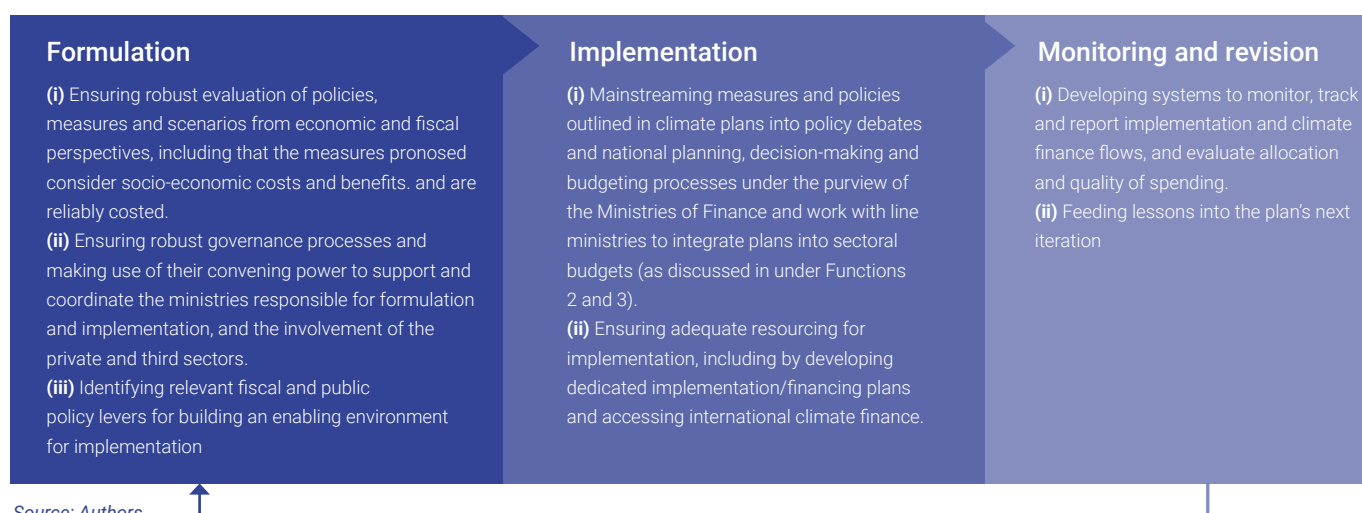 Formulation
(i) Ensuring robust evaluation of policies,
measures and scenarios from economic and fiscal
perspectives, including that the measures pronosed
consider socio-economic costs and benefits. and are
reliably costed.
(ii) Ensuring robust governance processes and
making use of their convening power to support and
coordinate the ministries responsible for formulation
and implementation, and the involvement of the
private and third sectors.
(iii) Identifying relevant fiscal and public
policy levers for building an enabling environment
for implementation
Implementation
(i) Mainstreaming measures and policies
outlined in climate plans into policy debates
and national planning, decision-making and
budgeting processes under the purview of
the Ministries of Finance and work with line
ministries to integrate plans into sectoral
budgets (as discussed in under Functions
2 and 3).
(ii) Ensuring adequate resourcing for
implementation, including by developing
dedicated implementation/financing plans
and accessing international climate finance.
Monitoring and revision
(i) Developing systems to monitor, track
and report implementation and climate
finance flows, and evaluate allocation
and quality of spending.
(ii) Feeding lessons into the plan's next
iteration
Source: Authors